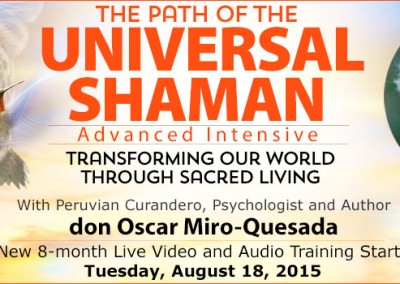 THE PATH OF THE
UNIVERSAL
SHAMAN
Advanced Intensive
TRANSFORMING OUR WORLD
THROUGH SACRED LIVING
With Peruvian Curandero, Psychologist and Author
don Oscar Miro-Quesada
New 8-month Live Video and Audio Training Start
Tuesday, August 18, 2015